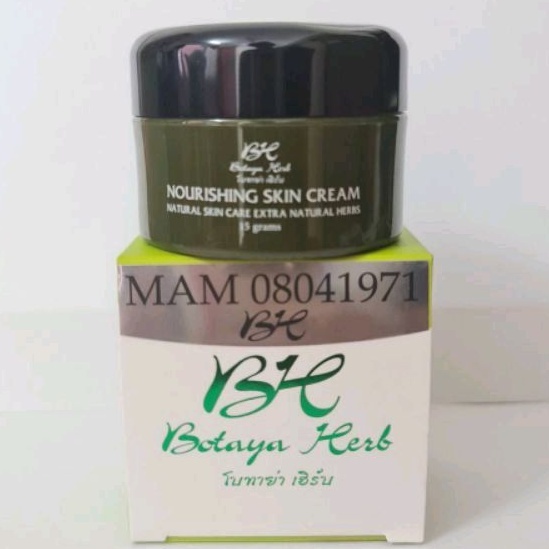 BH
Botaya Herb
โบทาย่า เฮิร์บ
NOURISHING SKIN CREAM
NATURAL SKIN CARE EXTRA NATURAL HERBS
15 grams
MAM 08041971
BH
BH
Botaya Herb
โบทาย่า เฮิร์บ